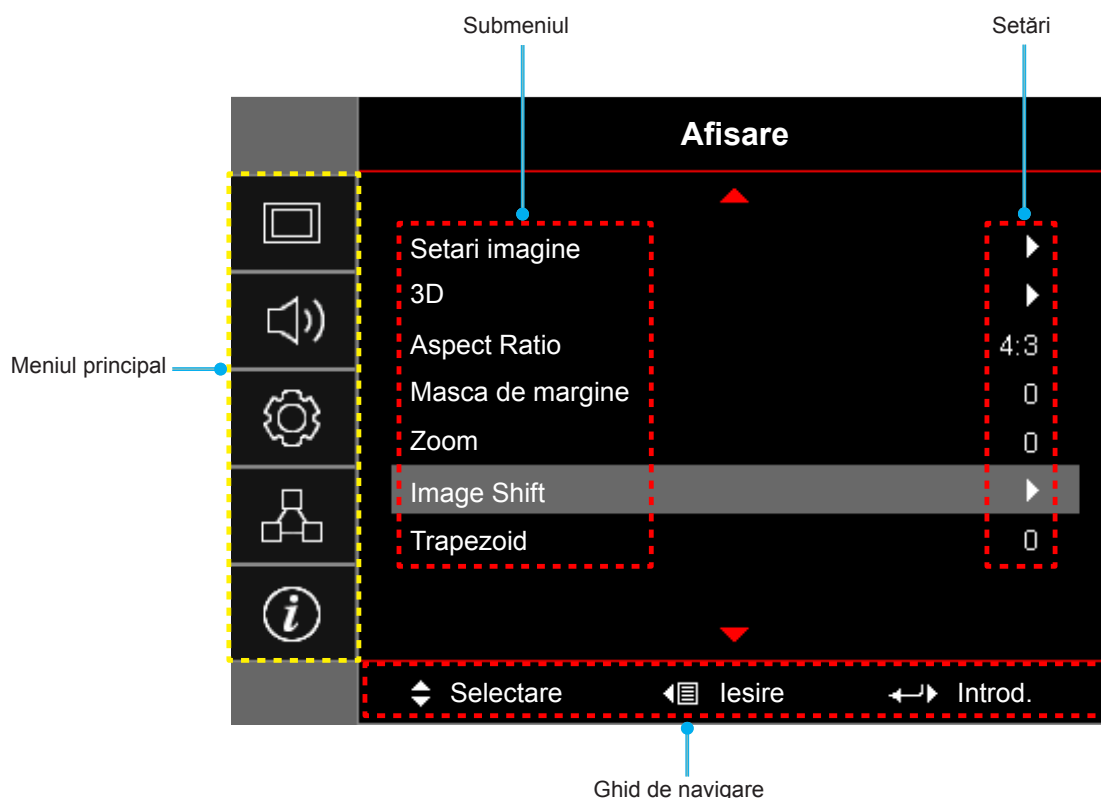 Submeniul
Setări
Afisare
Meniul principal
Setari imagine
3D
Aspect Ratio 4:3
Masca de margine 0
Zoom 0
Image Shift
Trapezoid 0
i
Selectare Iesire Introd.
Ghid de navigare